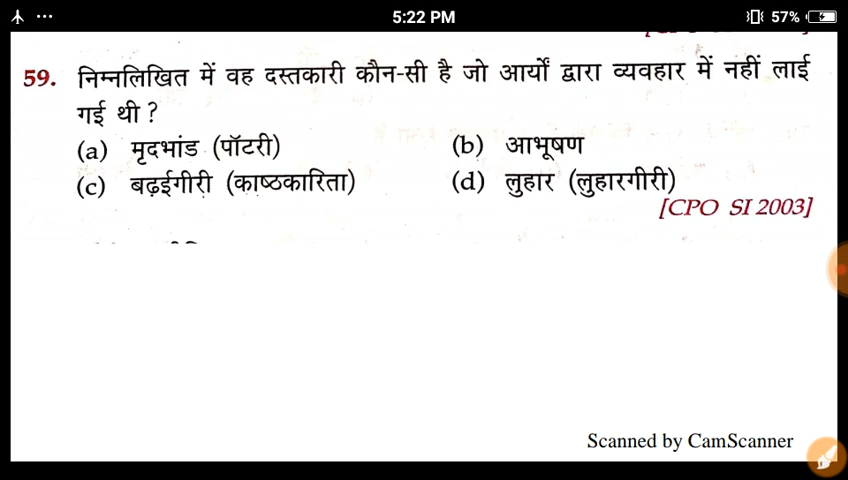 5:22 PM
57%
59. निम्नलिखित में वह दस्तकारी कौन-सी है जो आर्यों द्वारा व्यवहार में नहीं लाई
गई थी ?
(a) मृदभांड (पॉटरी) (b) आभूषण
(c) बढ़ईगीरी (काष्ठकारिता) (d) लुहार (लुहारगीरी)
[CPO SI 2003]
Scanned by CamScanner